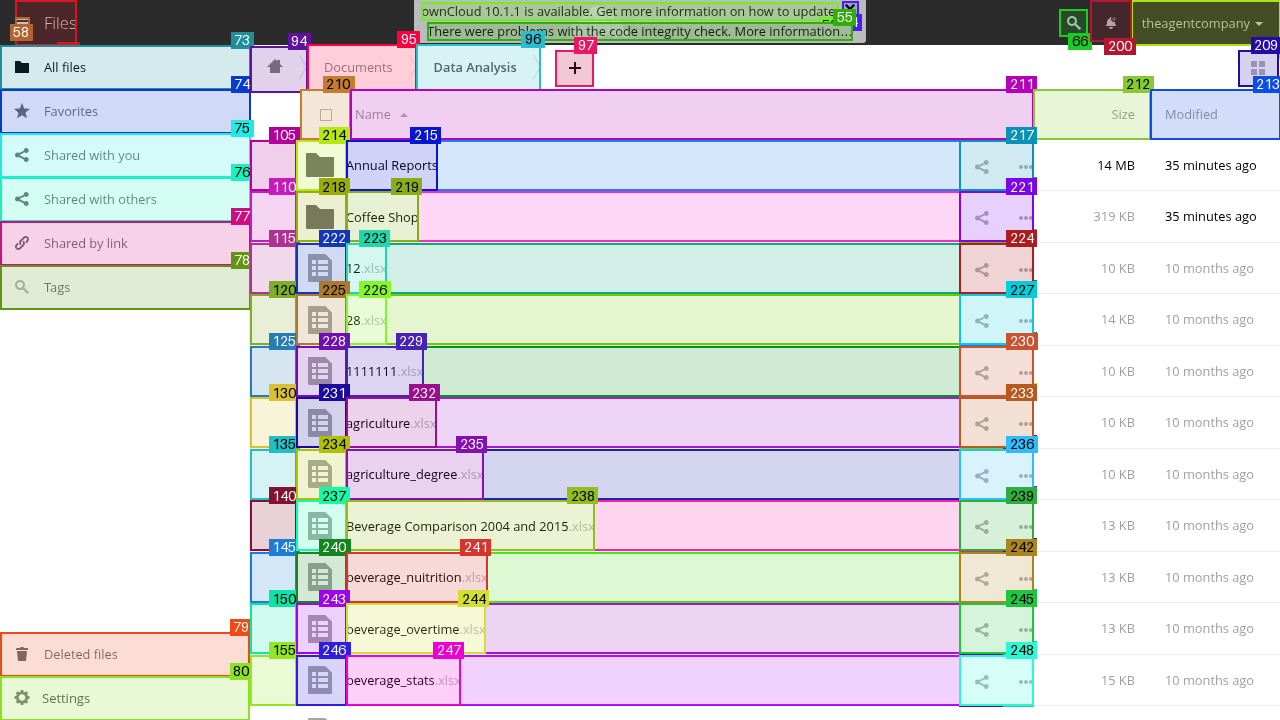 ownCloud 10.1.1 is available. Get more information on how to update
There were problems with the code integrity check. More information...
Files
theagentcompany
58
55
66
200
All files
Favorites
Shared with you
Shared with others
Shared by link
Tags
Deleted files
Settings
73
74
75
76
77
78
79
80
Documents
Data Analysis
+
94
95
96
97
209
Name
Size
Modified
210
211
212
213
Annual Reports
14 MB
35 minutes ago
105
214
215
217
Coffee Shop
319 KB
35 minutes ago
110
218
219
221
12.xlsx
10 KB
10 months ago
115
222
223
224
28.xlsx
14 KB
10 months ago
120
225
226
227
1111111.xlsx
10 KB
10 months ago
125
228
229
230
agriculture.xlsx
10 KB
10 months ago
130
231
232
233
agriculture_degree.xlsx
10 KB
10 months ago
135
234
235
236
Beverage Comparison 2004 and 2015.xlsx
13 KB
10 months ago
140
237
238
239
beverage_nuitrition.xlsx
13 KB
10 months ago
145
240
241
242
beverage_overtime.xlsx
13 KB
10 months ago
150
243
244
245
beverage_stats.xlsx
15 KB
10 months ago
155
246
247
248